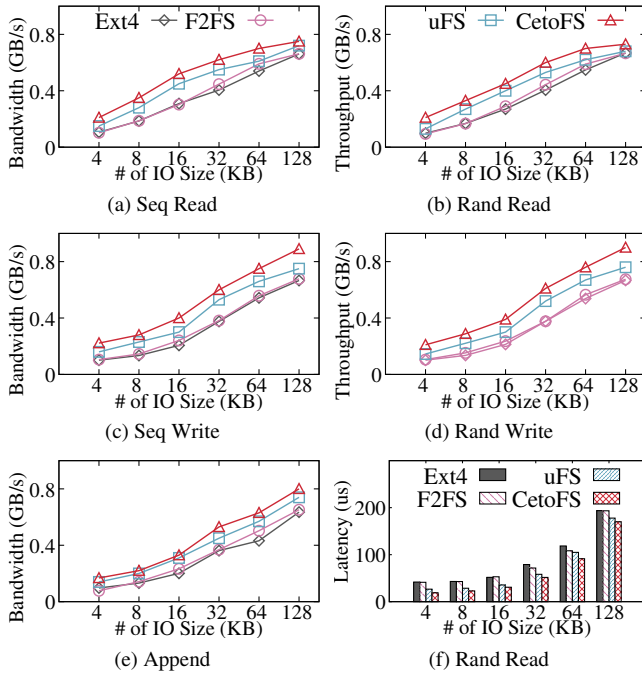 Ext4 F2FS
Bandwidth (GB/s)
0.8
0.4
0
4 8 16 32 64 128
# of IO Size (KB)
(a) Seq Read
uFS CetoFS
Throughput (GB/s)
0.8
0.4
0
4 8 16 32 64 128
# of IO Size (KB)
(b) Rand Read
Bandwidth (GB/s)
0.8
0.4
0
4 8 16 32 64 128
# of IO Size (KB)
(c) Seq Write
Throughput (GB/s)
0.8
0.4
0
4 8 16 32 64 128
# of IO Size (KB)
(d) Rand Write
Bandwidth (GB/s)
0.8
0.4
0
4 8 16 32 64 128
# of IO Size (KB)
(e) Append
Ext4 uFS
F2FS CetoFS
Latency (us)
200
100
0
4 8 16 32 64 128
# of IO Size (KB)
(f) Rand Read